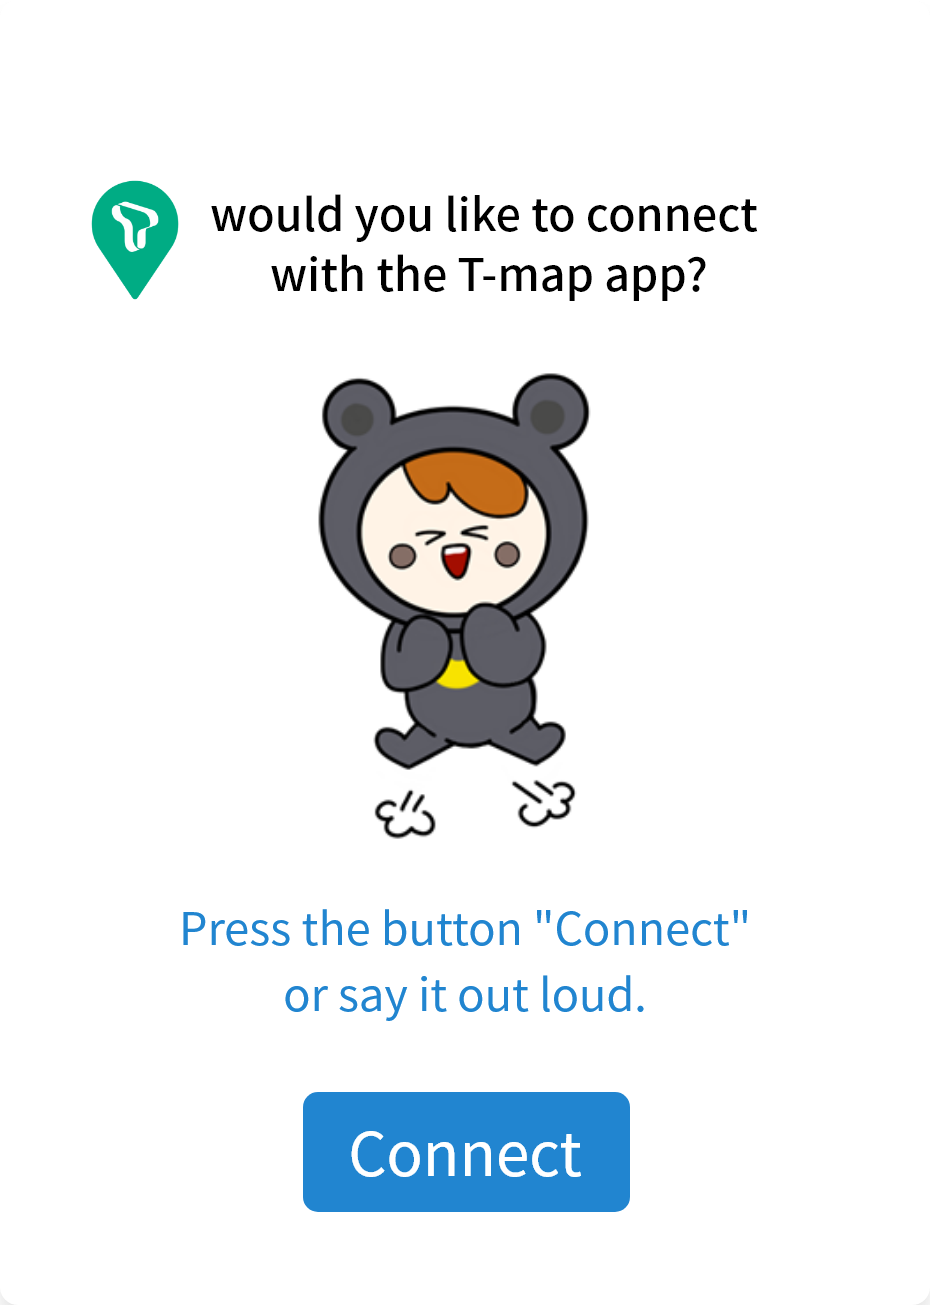 would you like to connect
with the T-map app?
Press the button "Connect"
or say it out loud.
Connect